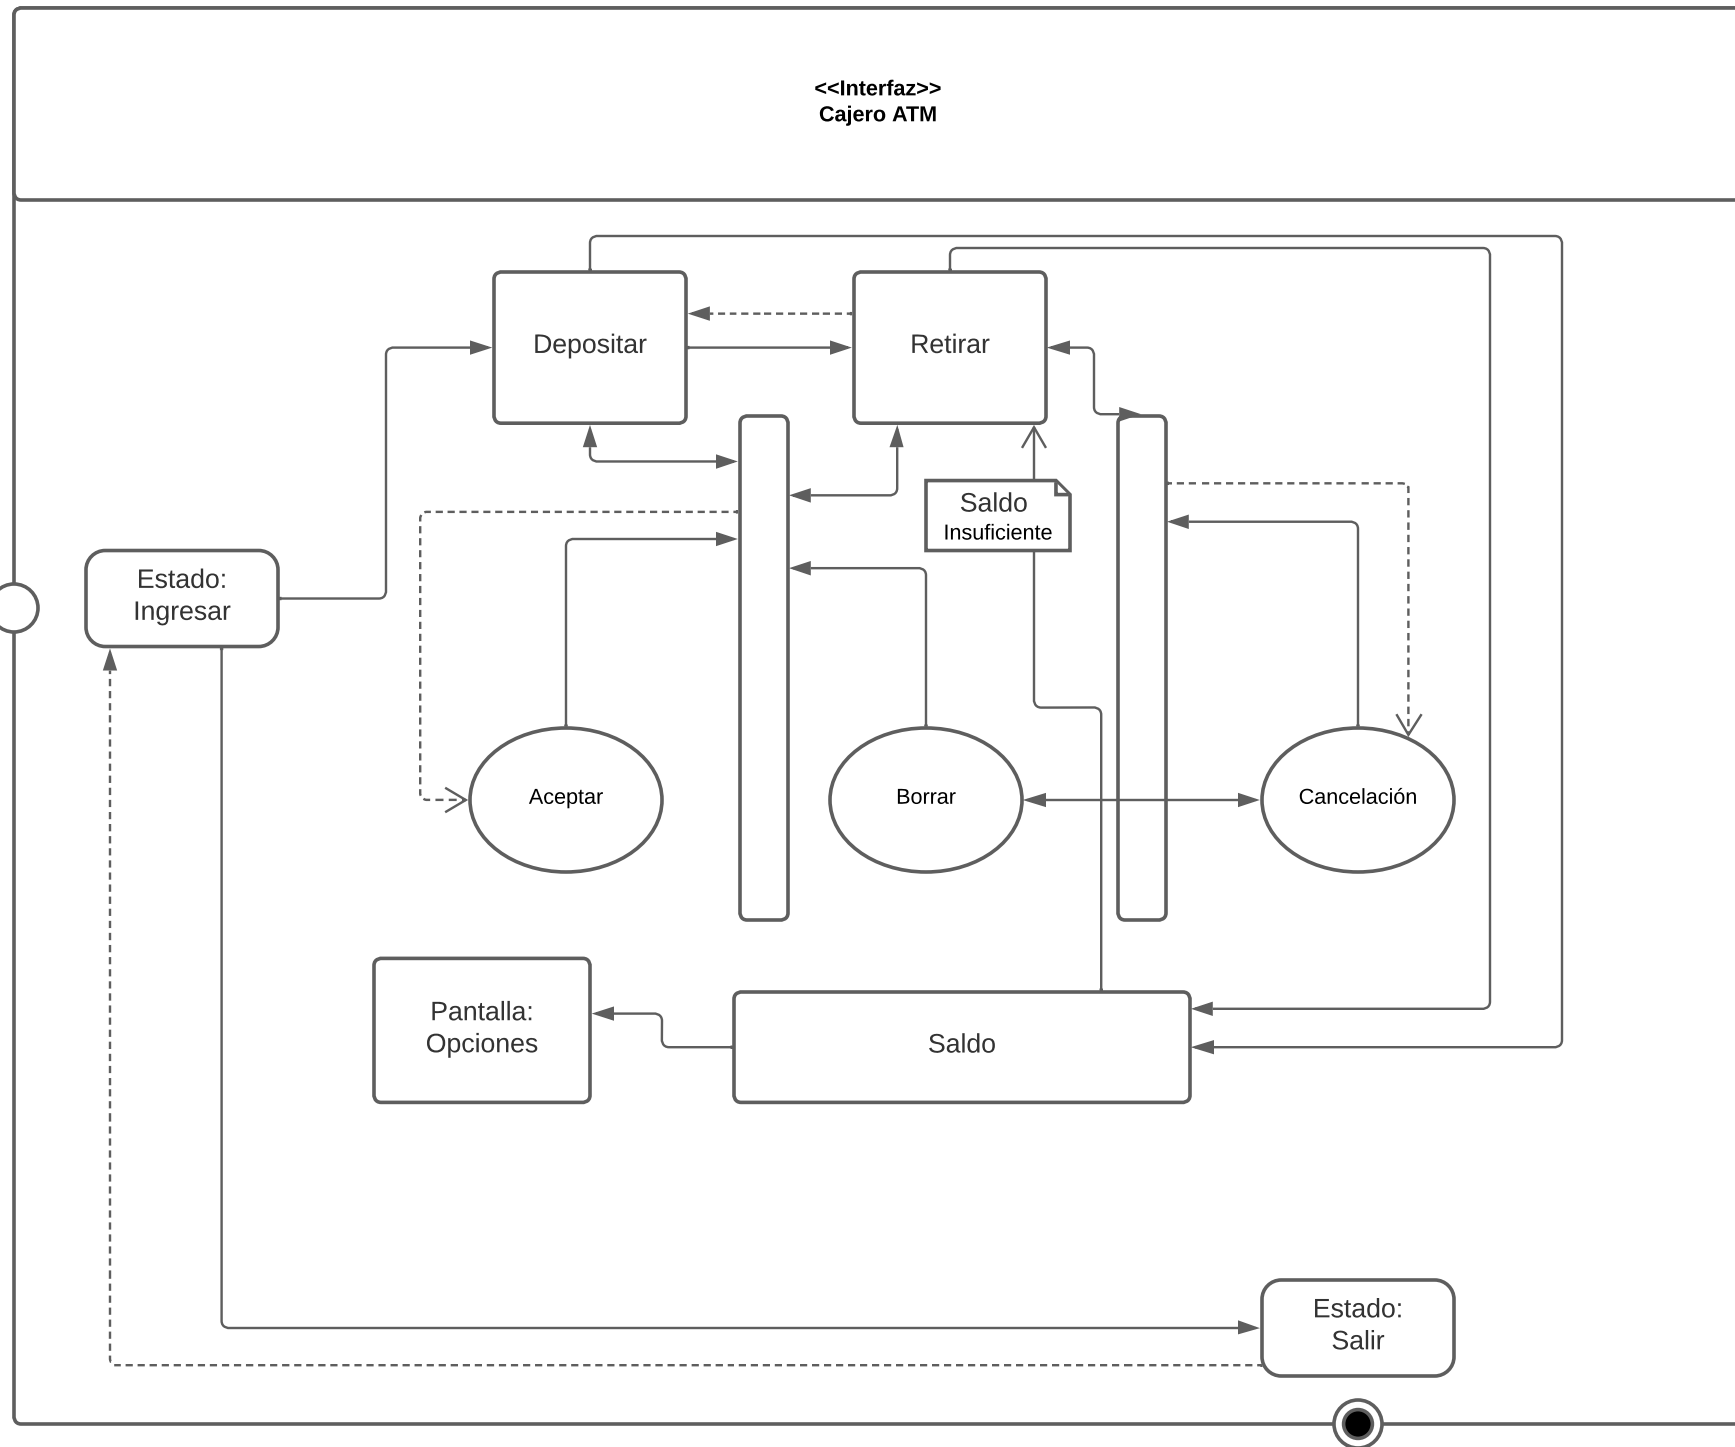 <<Interfaz>>
Cajero ATM
Depositar
Retirar
Saldo
Insuficiente
Estado:
Ingresar
Aceptar
Borrar
Cancelación
Pantalla:
Opciones
Saldo
Estado:
Salir